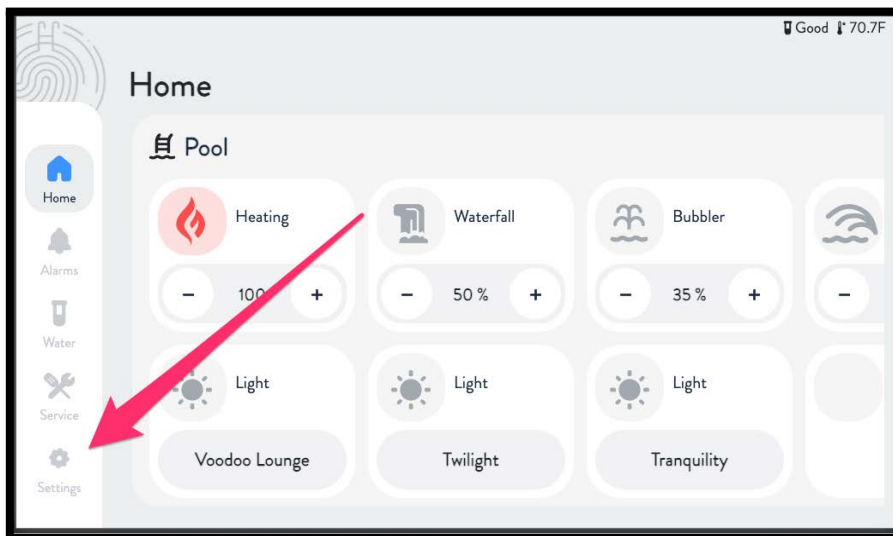 Good 70.7F
Home
Pool
Home
Alarms
Water
Service
Settings
Heating
Waterfall
Bubbler
- 100 +
- 50 % +
- 35 % +
-
Light
Light
Light
Voodoo Lounge
Twilight
Tranquility